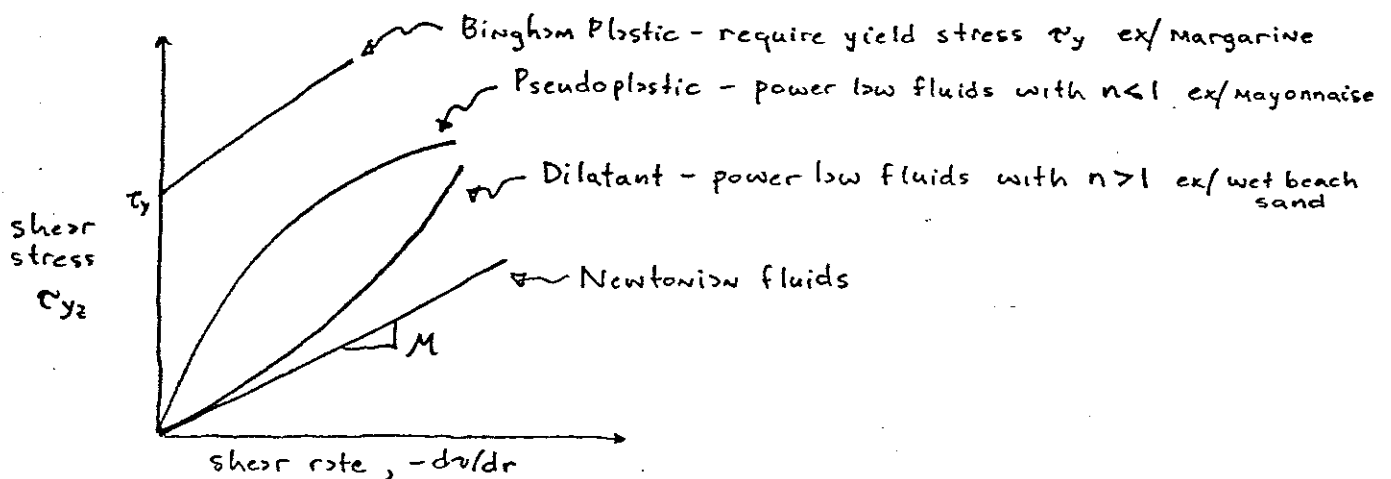 Bingham Plastic - require yield stress τy ex/ Margarine
Pseudoplastic - power law fluids with n<1 ex/ Mayonnaise
Dilatant - power law fluids with n>1 ex/ wet beach
sand
τy
shear
stress
τyz
Newtonian fluids
μ
shear rate, -dv/dr